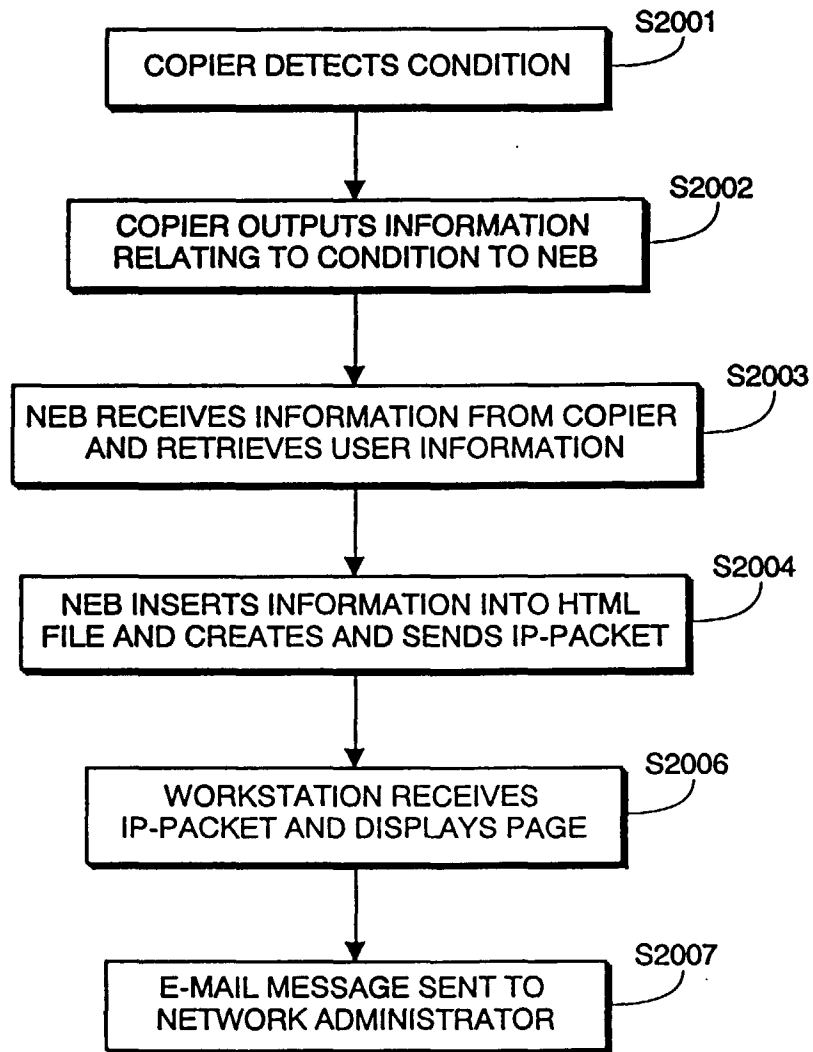 S2001
COPIER DETECTS CONDITION
S2002
COPIER OUTPUTS INFORMATION
RELATING TO CONDITION TO NEB
S2003
NEB RECEIVES INFORMATION FROM COPIER
AND RETRIEVES USER INFORMATION
S2004
NEB INSERTS INFORMATION INTO HTML
FILE AND CREATES AND SENDS IP-PACKET
S2006
WORKSTATION RECEIVES
IP-PACKET AND DISPLAYS PAGE
S2007
E-MAIL MESSAGE SENT TO
NETWORK ADMINISTRATOR